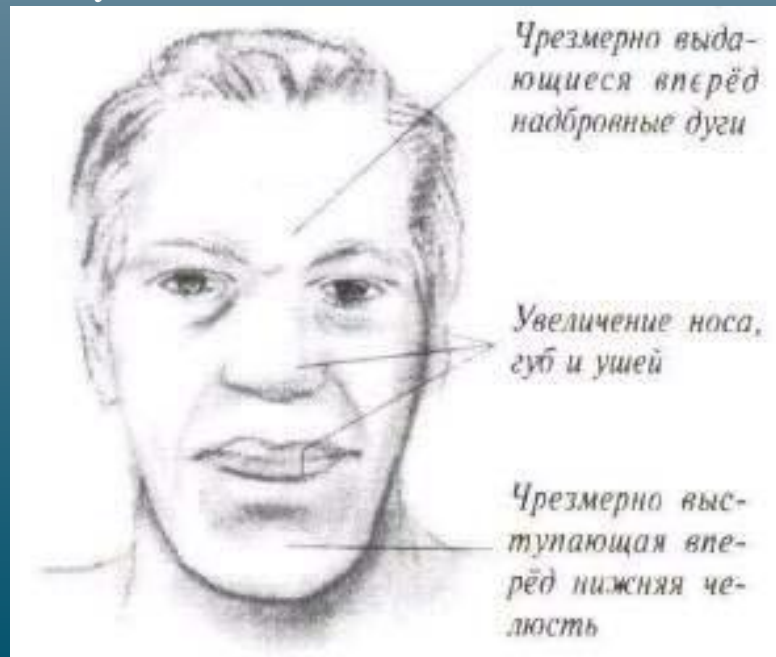 Чрезмерно выда-
ющиеся вперёд
надбровные дуги
Увеличение носа,
губ и ушей
Чрезмерно выс-
тупающая впе-
рёд нижняя че-
люсть